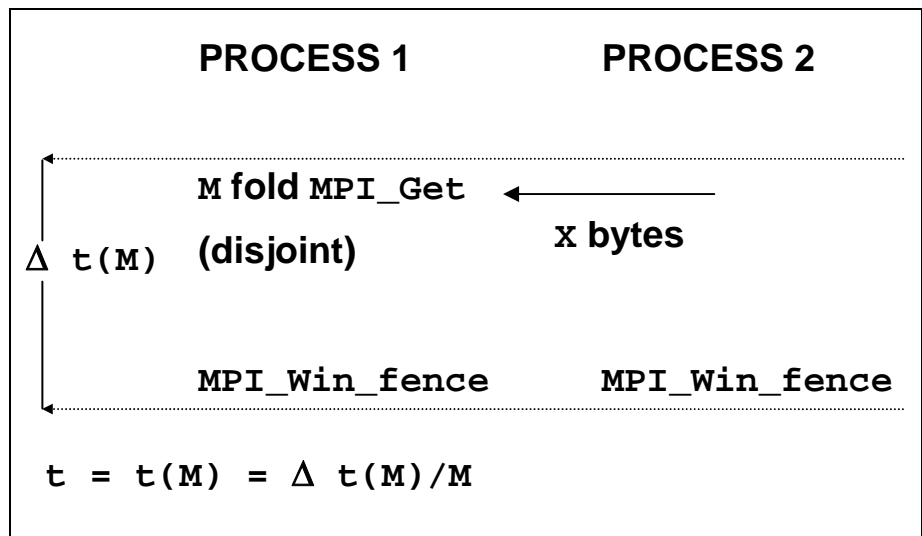 PROCESS 1 PROCESS 2
M fold MPI_Get
x bytes
(disjoint)
Δ t(M)
MPI_Win_fence MPI_Win_fence
t = t(M) = Δ t(M)/M